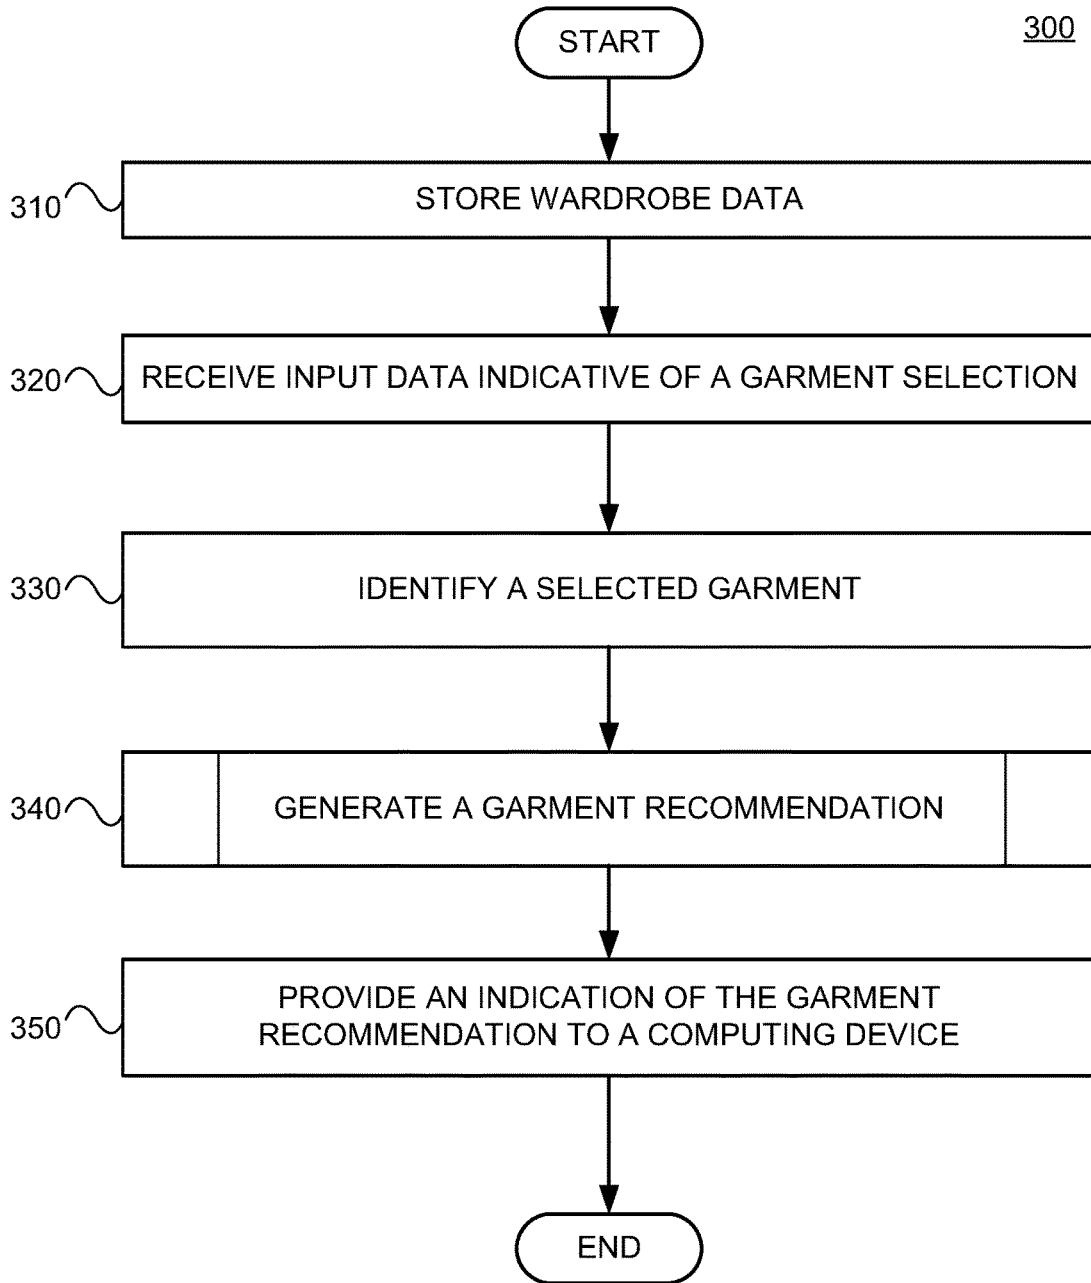 300
START
310
STORE WARDROBE DATA
320
RECEIVE INPUT DATA INDICATIVE OF A GARMENT SELECTION
330
IDENTIFY A SELECTED GARMENT
340
GENERATE A GARMENT RECOMMENDATION
350
PROVIDE AN INDICATION OF THE GARMENT
RECOMMENDATION TO A COMPUTING DEVICE
END